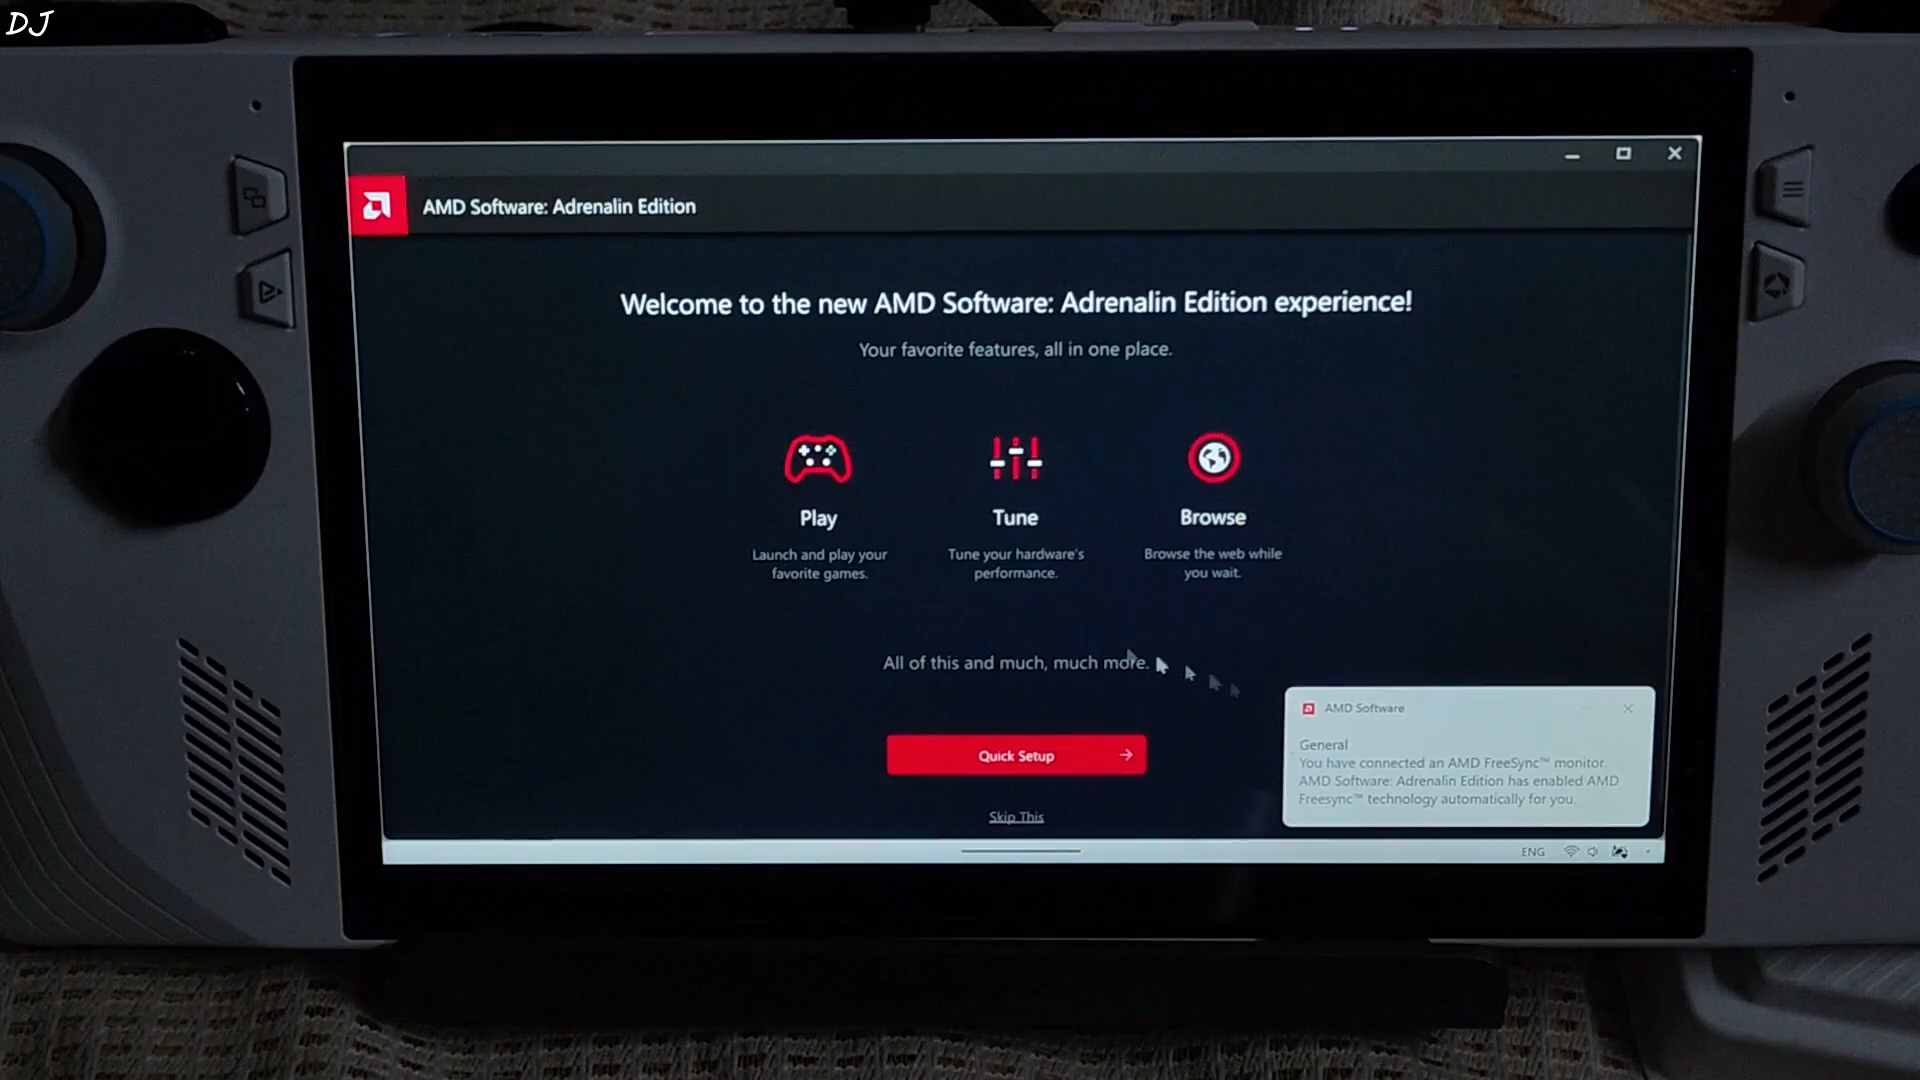 DJ
AMD Software: Adrenalin Edition
Welcome to the new AMD Software: Adrenalin Edition experience!
Your favorite features, all in one place.
Play
Launch and play your
favorite games.
Tune
Tune your hardware's
performance.
Browse
Browse the web while
you wait.
All of this and much, much more.
Quick Setup
Skip This
AMD Software
General
You have connected an AMD FreeSync™ monitor.
AMD Software: Adrenalin Edition has enabled AMD
Freesync™ technology automatically for you.
ENG